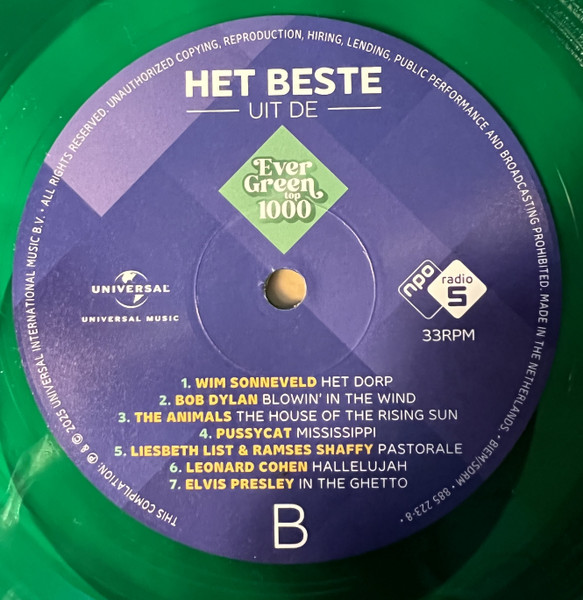 THIS COMPILATION: Ⓟ & © 2025 UNIVERSAL INTERNATIONAL MUSIC B.V. • ALL RIGHTS RESERVED. UNAUTHORIZED COPYING, REPRODUCTION, HIRING, LENDING, PUBLIC PERFORMANCE AND BROADCASTING PROHIBITED. MADE IN THE NETHERLANDS. • BIEM/SDRM • 885 223-8 •
HET BESTE
UIT DE
Ever
Green
top
1000
UNIVERSAL
UNIVERSAL MUSIC
npo
radio
5
33RPM
1. WIM SONNEVELD HET DORP
2. BOB DYLAN BLOWIN' IN THE WIND
3. THE ANIMALS THE HOUSE OF THE RISING SUN
4. PUSSYCAT MISSISSIPPI
5. LIESBETH LIST & RAMSES SHAFFY PASTORALE
6. LEONARD COHEN HALLELUJAH
7. ELVIS PRESLEY IN THE GHETTO
B